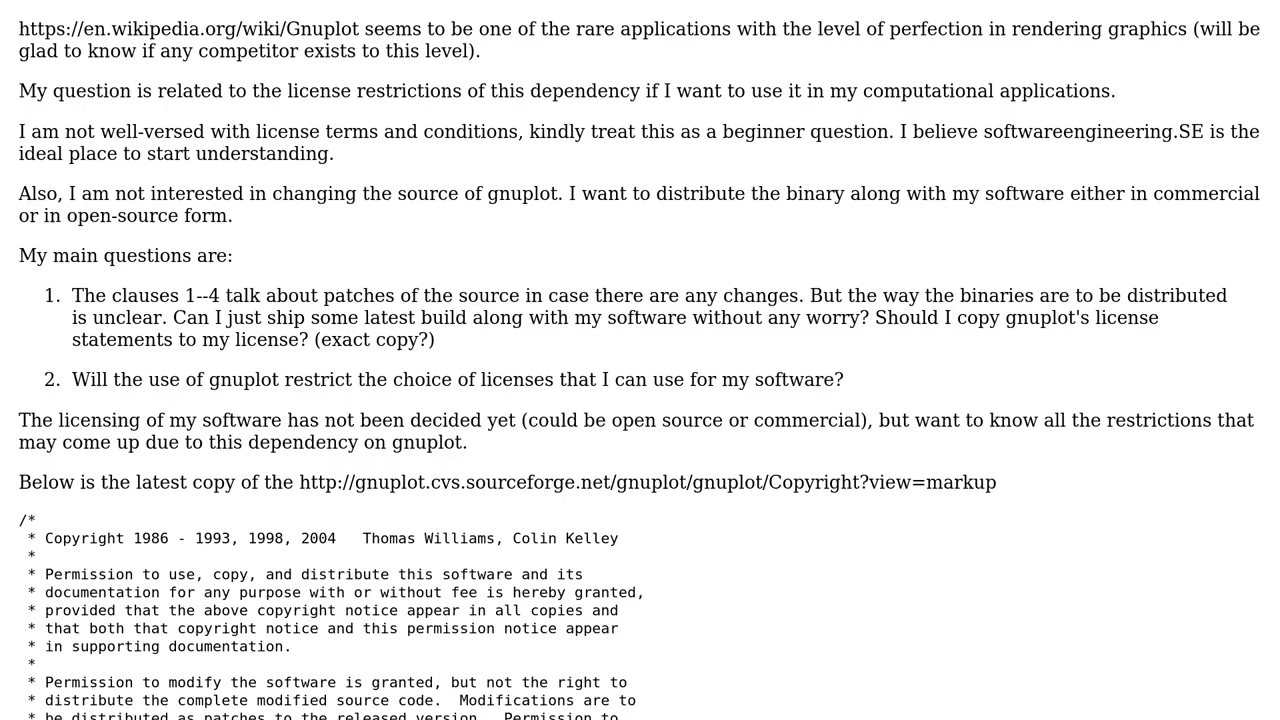 https://en.wikipedia.org/wiki/Gnuplot seems to be one of the rare applications with the level of perfection in rendering graphics (will be
glad to know if any competitor exists to this level).
My question is related to the license restrictions of this dependency if I want to use it in my computational applications.
I am not well-versed with license terms and conditions, kindly treat this as a beginner question. I believe softwareengineering.SE is the
ideal place to start understanding.
Also, I am not interested in changing the source of gnuplot. I want to distribute the binary along with my software either in commercial
or in open-source form.
My main questions are:
1. The clauses 1--4 talk about patches of the source in case there are any changes. But the way the binaries are to be distributed
is unclear. Can I just ship some latest build along with my software without any worry? Should I copy gnuplot's license
statements to my license? (exact copy?)
2. Will the use of gnuplot restrict the choice of licenses that I can use for my software?
The licensing of my software has not been decided yet (could be open source or commercial), but want to know all the restrictions that
may come up due to this dependency on gnuplot.
Below is the latest copy of the http://gnuplot.cvs.sourceforge.net/gnuplot/gnuplot/Copyright?view=markup
/*
 * Copyright 1986 - 1993, 1998, 2004   Thomas Williams, Colin Kelley
 *
 * Permission to use, copy, and distribute this software and its
 * documentation for any purpose with or without fee is hereby granted,
 * provided that the above copyright notice appear in all copies and
 * that both that copyright notice and this permission notice appear
 * in supporting documentation.
 *
 * Permission to modify the software is granted, but not the right to
 * distribute the complete modified source code.  Modifications are to
 * be distributed as patches to the released version.  Permission to